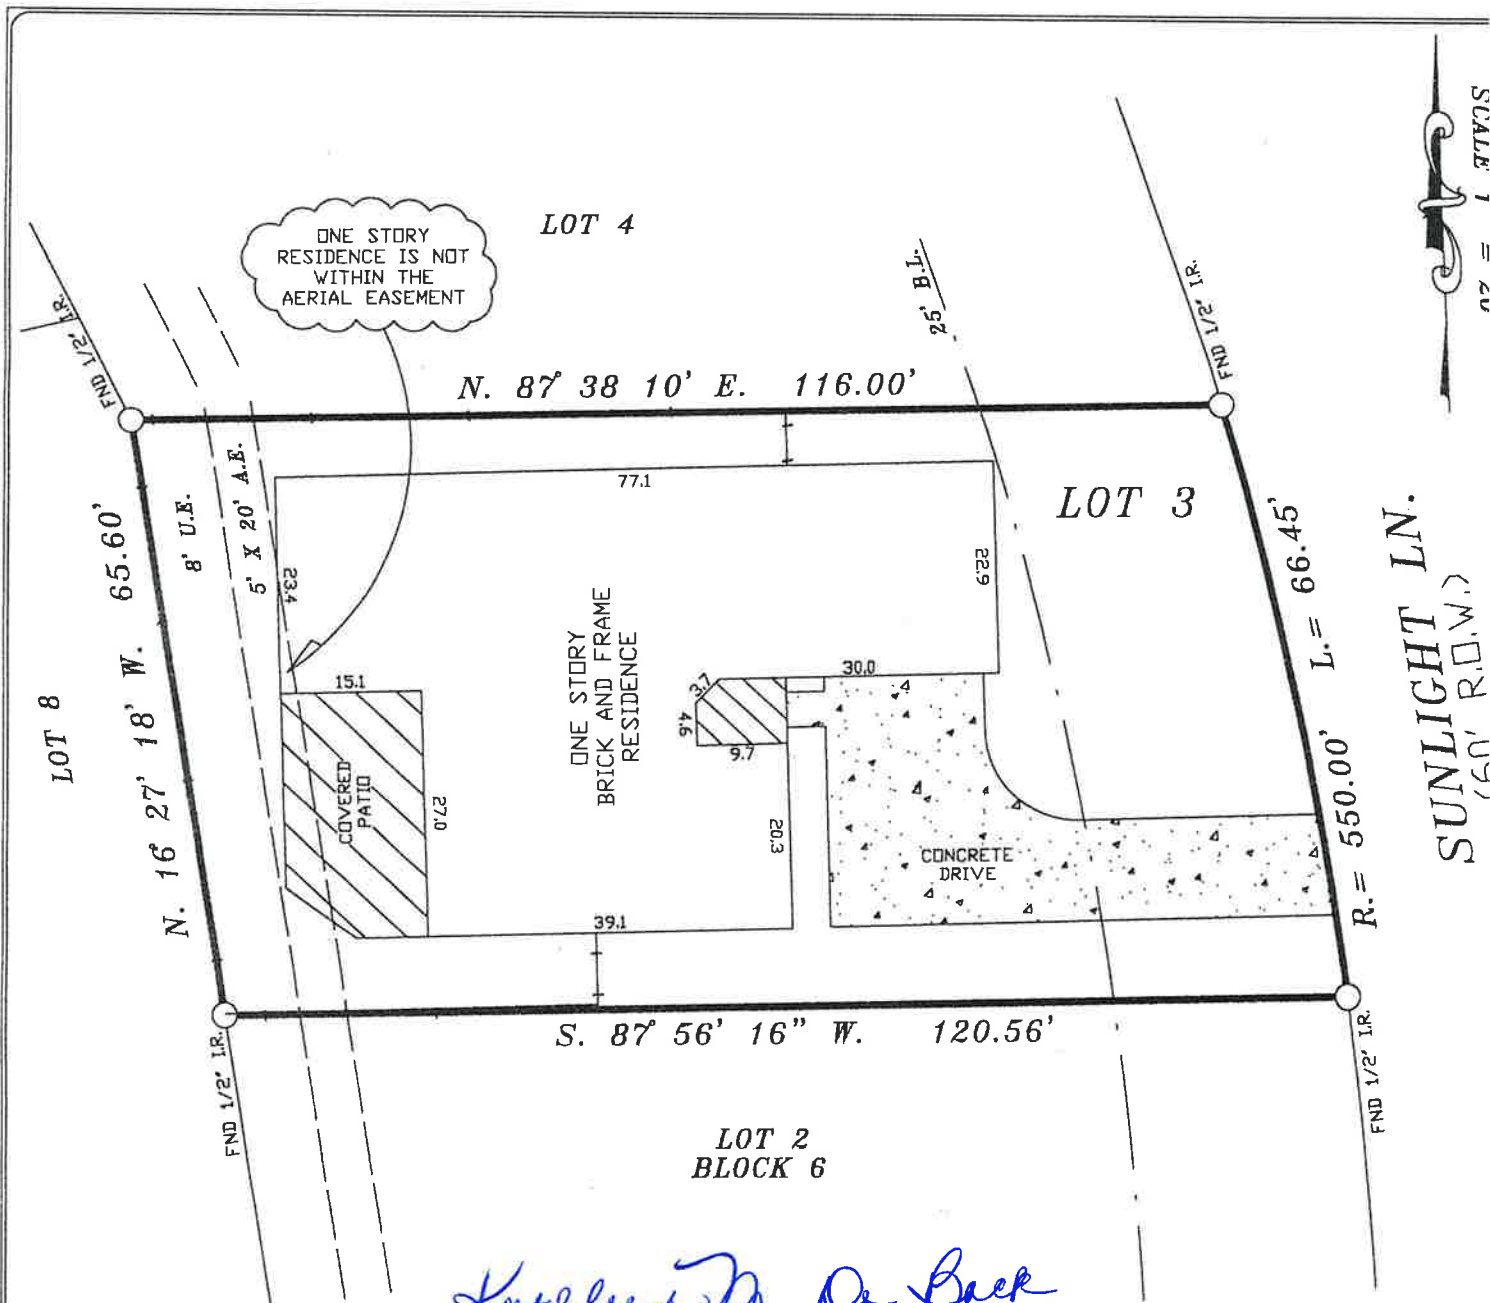 SCALE 1 = 20
LOT 4
ONE STORY
RESIDENCE IS NOT
WITHIN THE
AERIAL EASEMENT
25' B.L.
FND 1/2" I.R.
FND 1/2" I.R.
N. 87° 38 10' E. 116.00'
77.1
LOT 3
8' U.E.
5' X 20' A.E.
23.4
22.9
N. 16° 27' 18' W. 65.60'
L.= 66.45'
R.= 550.00'
SUNLIGHT LN.
(60' R.O.W.)
ONE STORY
BRICK AND FRAME
RESIDENCE
15.1
30.0
3.7
4.6
9.7
LOT 8
COVERED
PATIO
27.0
20.3
CONCRETE
DRIVE
39.1
S. 87° 56' 16" W. 120.56'
FND 1/2" I.R.
FND 1/2" I.R.
LOT 2
BLOCK 6